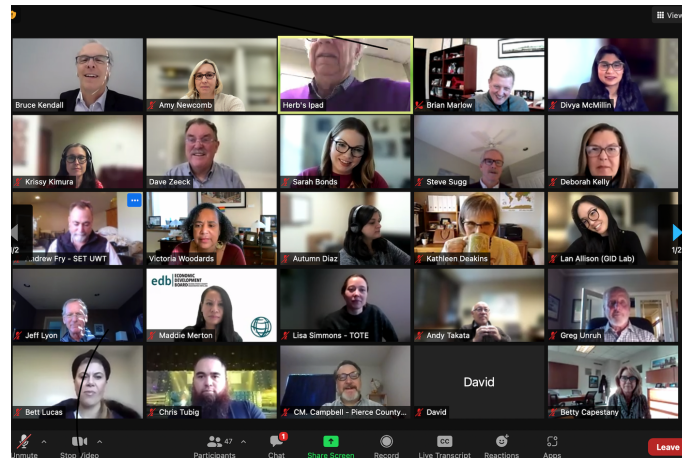 View
Bruce Kendall
Amy Newcomb
Herb's Ipad
Brian Marlow
Divya McMillin
Krissy Kimura
Dave Zeeck
Sarah Bonds
Steve Sugg
Deborah Kelly
1/2
drew Fry - SET UWT
Victoria Woodards
Autumn Diaz
Kathleen Deakins
Lan Allison (GID Lab)
1/2
edb
ECONOMIC
DEVELOPMENT
BOARD
Jeff Lyon
Maddie Merton
Lisa Simmons - TOTE
Andy Takata
Greg Unruh
David
Bett Lucas
Chris Tubig
CM. Campbell - Pierce County...
David
Betty Capestany
47
1
CC
Unmute
Stop Video
Participants
Chat
Share Screen
Record
Live Transcript
Reactions
Apps
Leave